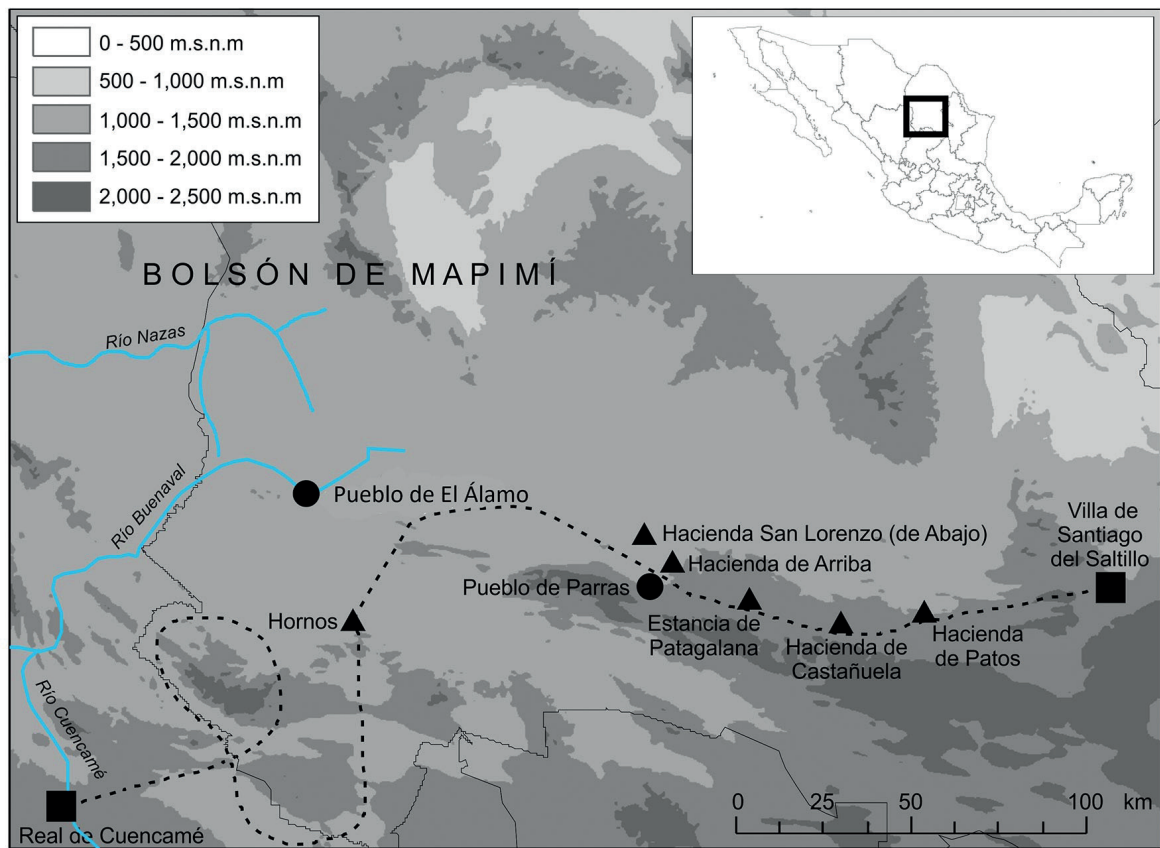 0 - 500 m.s.n.m
500 - 1,000 m.s.n.m
1,000 - 1,500 m.s.n.m
1,500 - 2,000 m.s.n.m
2,000 - 2,500 m.s.n.m
BOLSÓN DE MAPIMÍ
Río Nazas
Río Buenaval
Pueblo de El Álamo
Villa de
Santiago
del Saltillo
Hacienda San Lorenzo (de Abajo)
Hacienda de Arriba
Pueblo de Parras
Hornos
Estancia de
Patagalana
Hacienda de
Castañuela
Hacienda
de Patos
Río Cuencamé
Real de Cuencamé
0 25 50 100 km